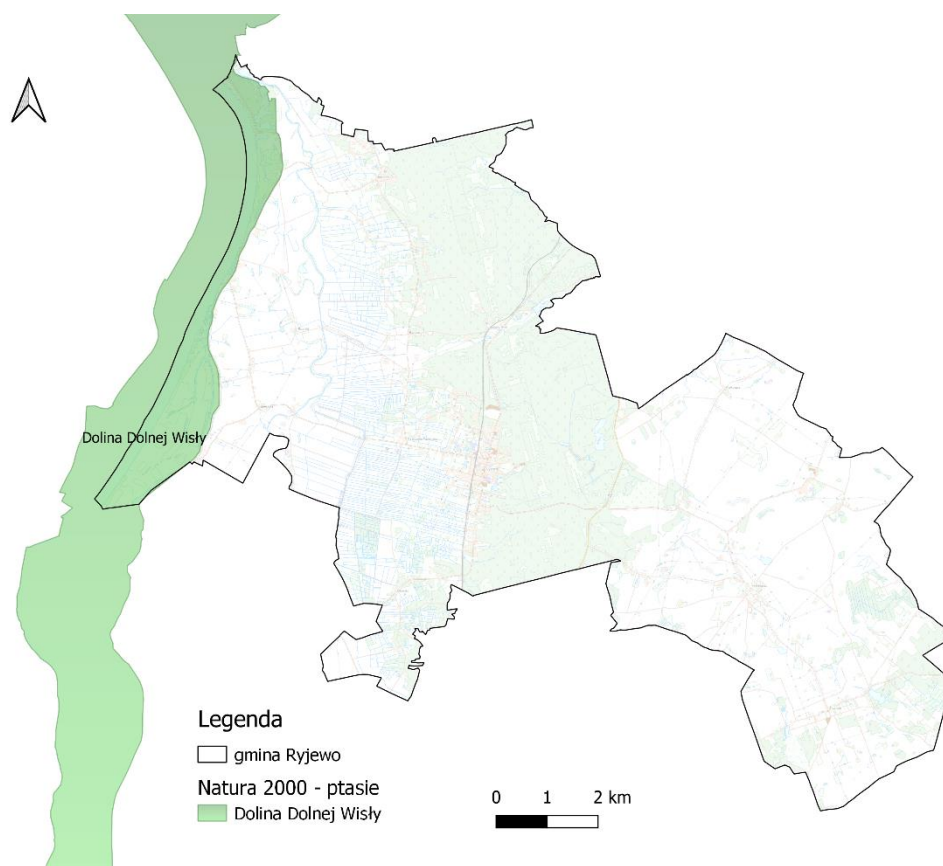 Dolina Dolnej Wisły
Legenda
gmina Ryjewo
Natura 2000 - ptasie
Dolina Dolnej Wisły
0 1 2 km